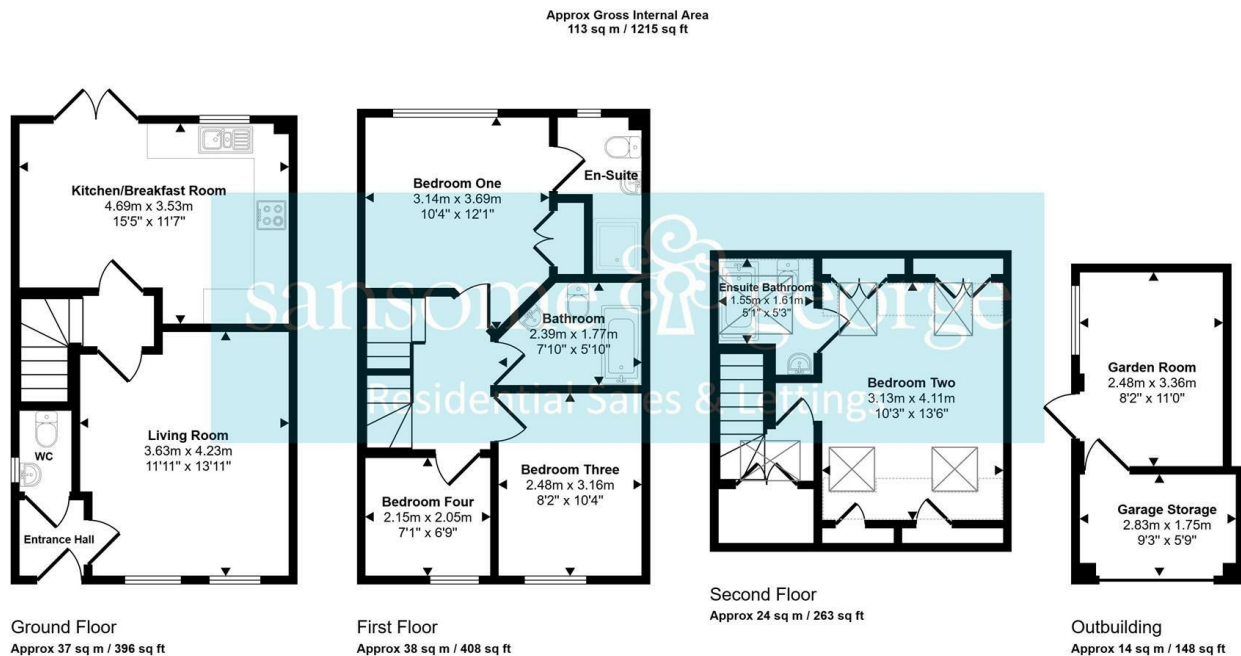 Approx Gross Internal Area
113 sq m / 1215 sq ft
Kitchen/Breakfast Room
4.69m x 3.53m
15'5" x 11'7"
Living Room
3.63m x 4.23m
11'11" x 13'11"
WC
Entrance Hall
Ground Floor
Approx 37 sq m / 396 sq ft
Bedroom One
3.14m x 3.69m
10'4" x 12'1"
En-Suite
Bathroom
2.39m x 1.77m
7'10" x 5'10"
Bedroom Three
2.48m x 3.16m
8'2" x 10'4"
Bedroom Four
2.15m x 2.05m
7'1" x 6'9"
First Floor
Approx 38 sq m / 408 sq ft
Ensuite Bathroom
1.55m x 1.61m
5'1" x 5'3"
Bedroom Two
3.13m x 4.11m
10'3" x 13'6"
Second Floor
Approx 24 sq m / 263 sq ft
Garden Room
2.48m x 3.36m
8'2" x 11'0"
Garage Storage
2.83m x 1.75m
9'3" x 5'9"
Outbuilding
Approx 14 sq m / 148 sq ft
sansome george
Residential Sales & Lettings